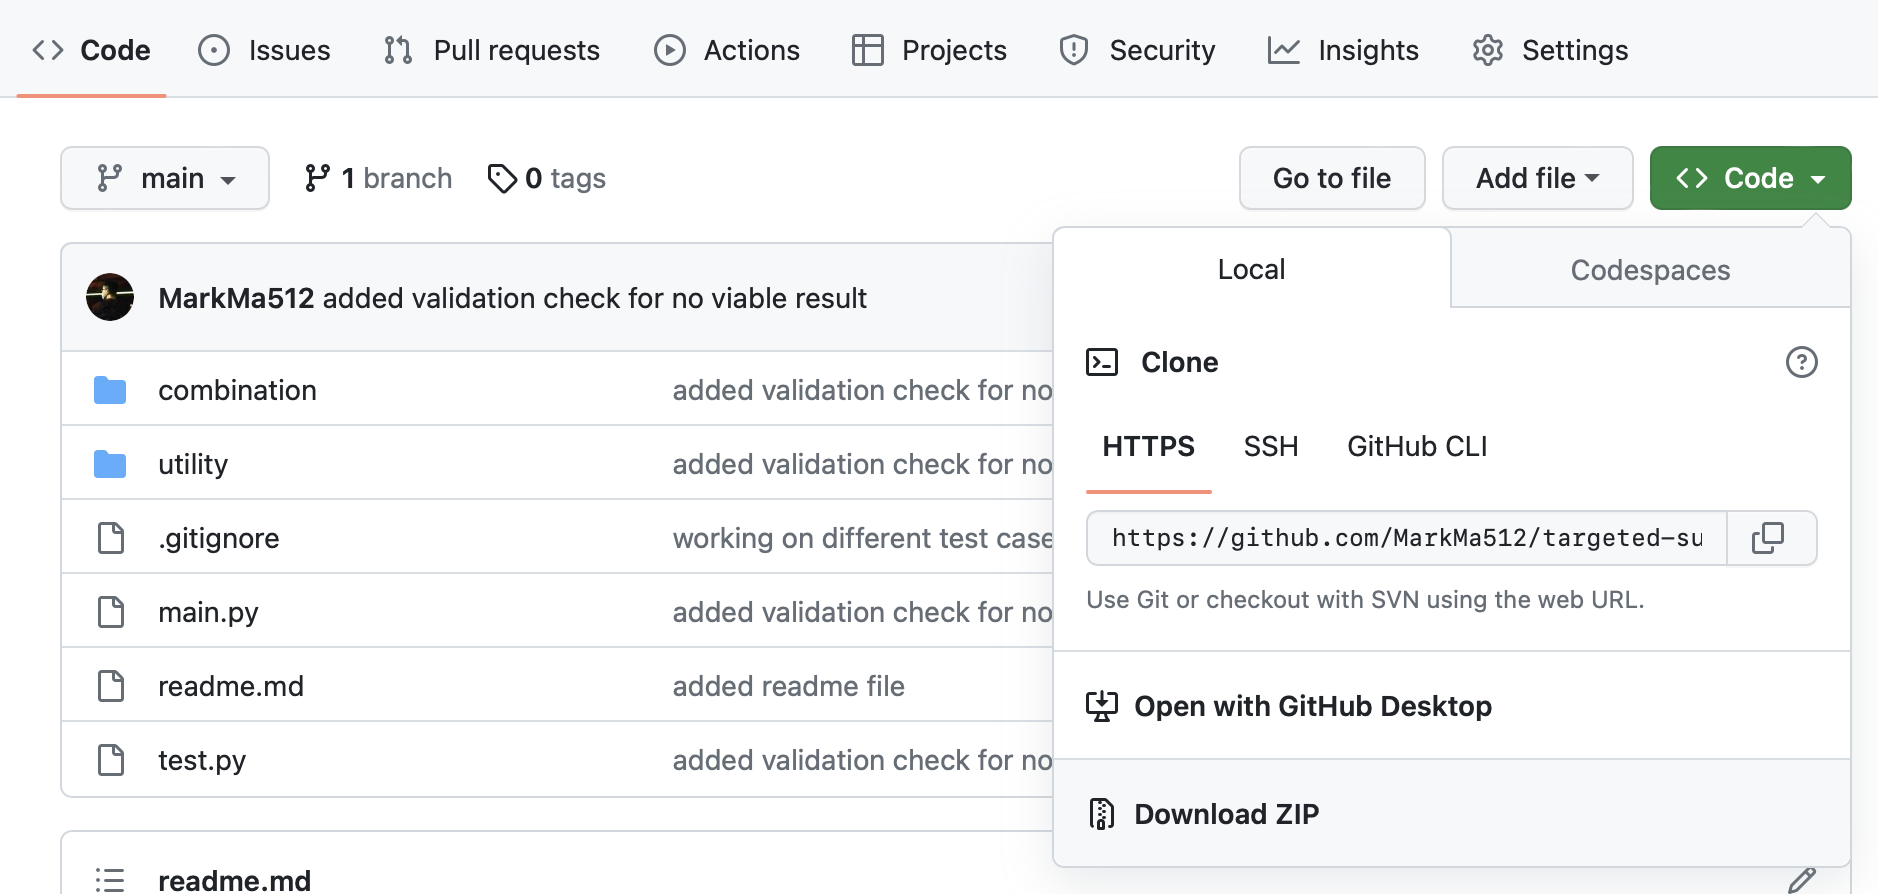 Code Issues Pull requests Actions Projects Security Insights Settings
main 1 branch 0 tags Go to file Add file Code
MarkMa512 added validation check for no viable result
combination added validation check for no
utility added validation check for no
.gitignore working on different test case
main.py added validation check for no
readme.md added readme file
test.py added validation check for no
readme.md
Local Codespaces
Clone
HTTPS SSH GitHub CLI
https://github.com/MarkMa512/targeted-su
Use Git or checkout with SVN using the web URL.
Open with GitHub Desktop
Download ZIP